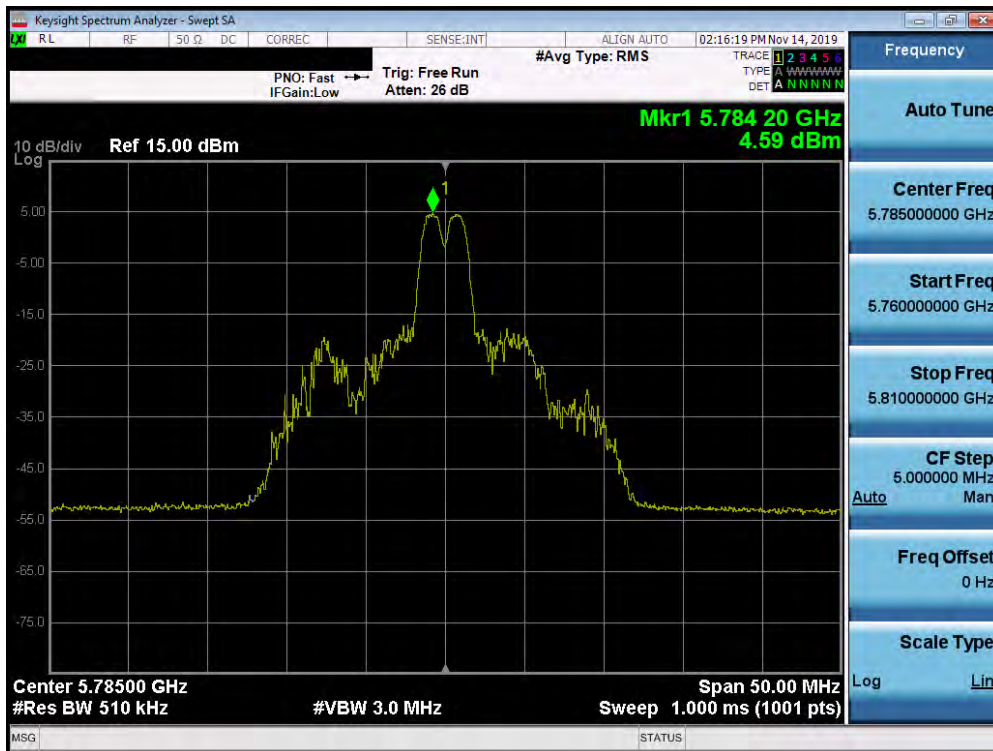 Keysight Spectrum Analyzer - Swept SA
LXI RL RF 50 Ω DC CORREC SENSE:INT ALIGN AUTO 02:16:19 PM Nov 14, 2019
PNO: Fast Trig: Free Run #Avg Type: RMS TRACE 1 2 3 4 5 6
IFGain:Low Atten: 26 dB TYPE A WWWWW
DET A N N N N N
Mkr1 5.784 20 GHz
4.59 dBm
10 dB/div Ref 15.00 dBm
Log
1
5.00
-5.00
-15.0
-25.0
-35.0
-45.0
-55.0
-65.0
-75.0
Center 5.78500 GHz Span 50.00 MHz
#Res BW 510 kHz #VBW 3.0 MHz Sweep 1.000 ms (1001 pts)
MSG STATUS
Frequency
Auto Tune
Center Freq
5.785000000 GHz
Start Freq
5.760000000 GHz
Stop Freq
5.810000000 GHz
CF Step
5.000000 MHz
Auto Man
Freq Offset
0 Hz
Scale Type
Log Lin